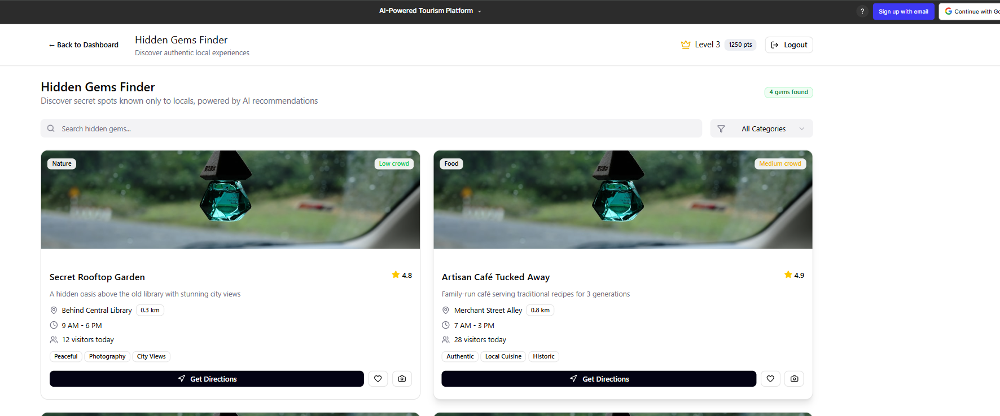 AI-Powered Tourism Platform
?
Sign up with email
Continue with Go
← Back to Dashboard
Hidden Gems Finder
Discover authentic local experiences
Level 3
1250 pts
Logout
Hidden Gems Finder
Discover secret spots known only to locals, powered by AI recommendations
4 gems found
Search hidden gems...
All Categories
Nature
Low crowd
Secret Rooftop Garden
4.8
A hidden oasis above the old library with stunning city views
Behind Central Library
0.3 km
9 AM - 6 PM
12 visitors today
Peaceful Photography City Views
Get Directions
Food
Medium crowd
Artisan Café Tucked Away
4.9
Family-run café serving traditional recipes for 3 generations
Merchant Street Alley
0.8 km
7 AM - 3 PM
28 visitors today
Authentic Local Cuisine Historic
Get Directions